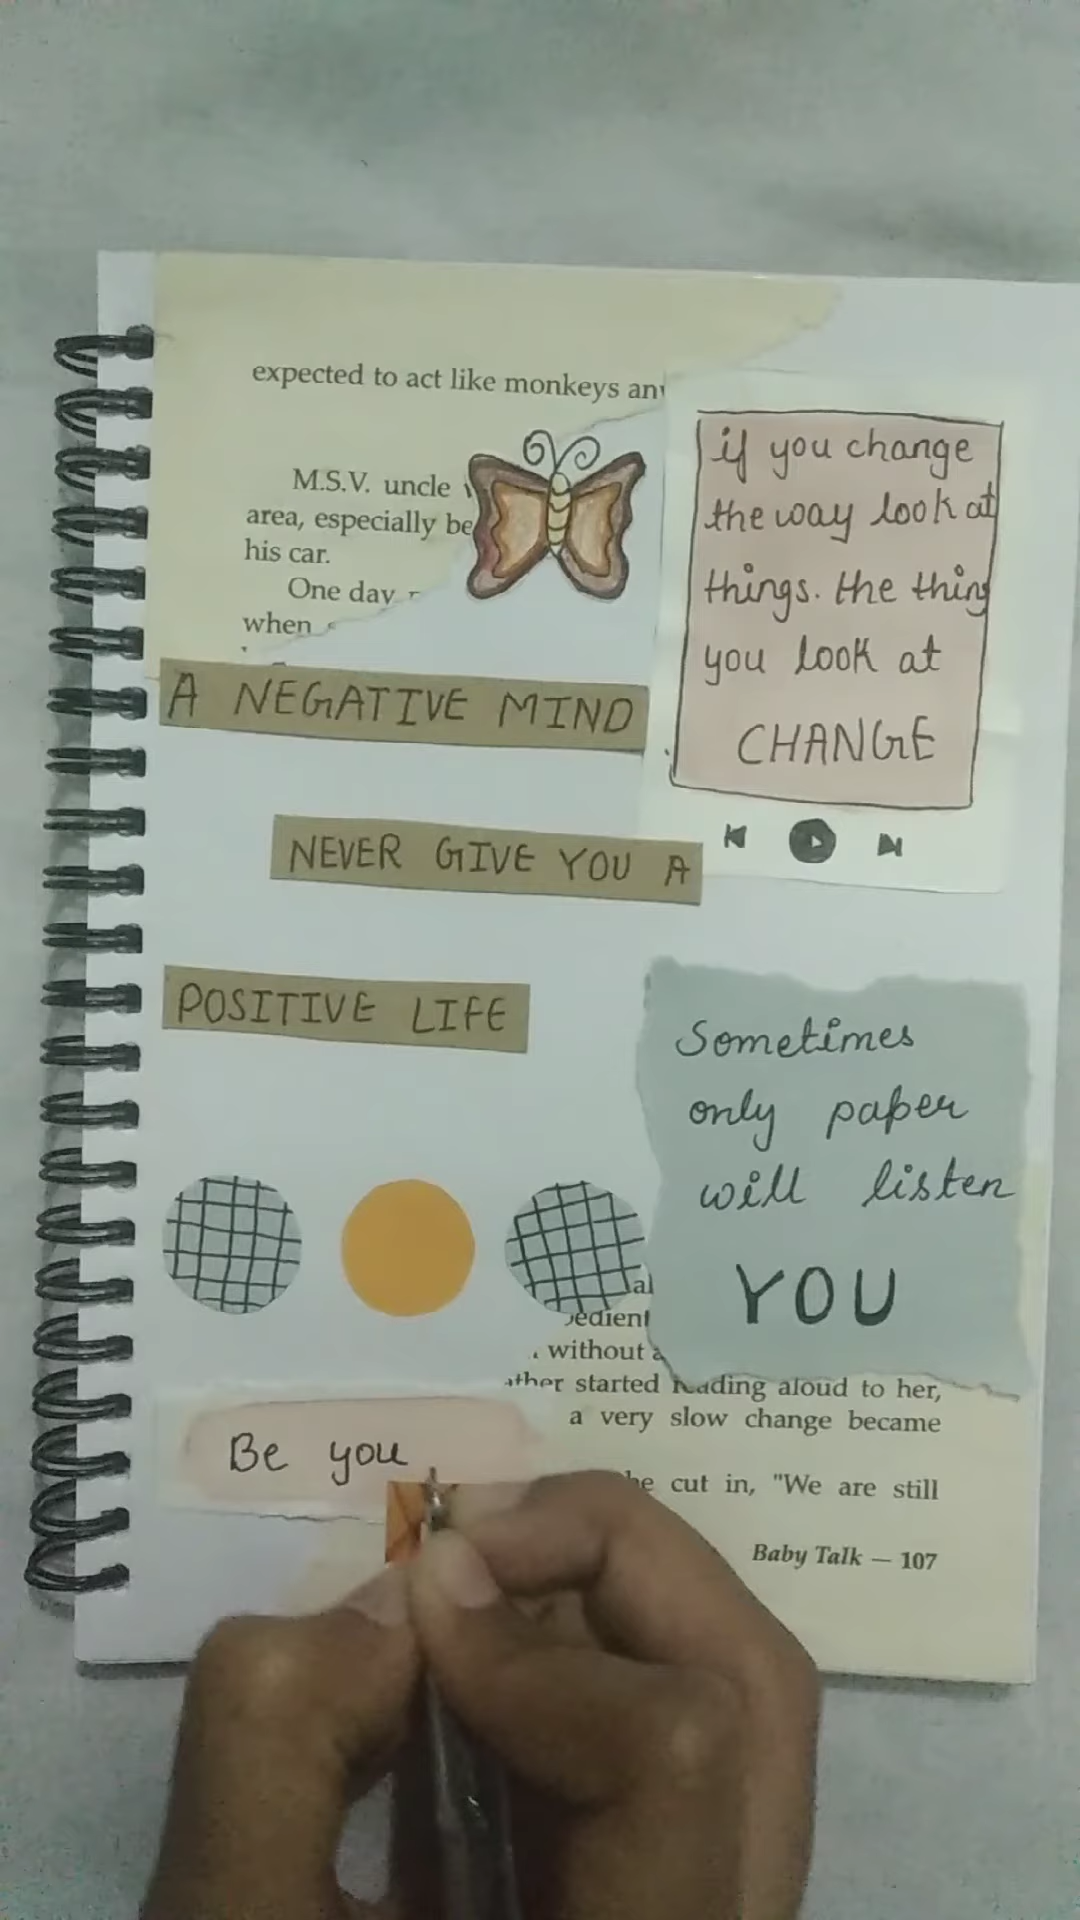 expected to act like monkeys
M.S.V. uncle
area, especially be
his car.
One day
when
if you change
the way look at
things. the thing
you look at
CHANGE
A NEGATIVE MIND
NEVER GIVE YOU A
POSITIVE LIFE
Sometimes
only paper
will listen
YOU
without
started reading aloud to her,
a very slow change became
cut in, "We are still
Baby Talk — 107
Be you